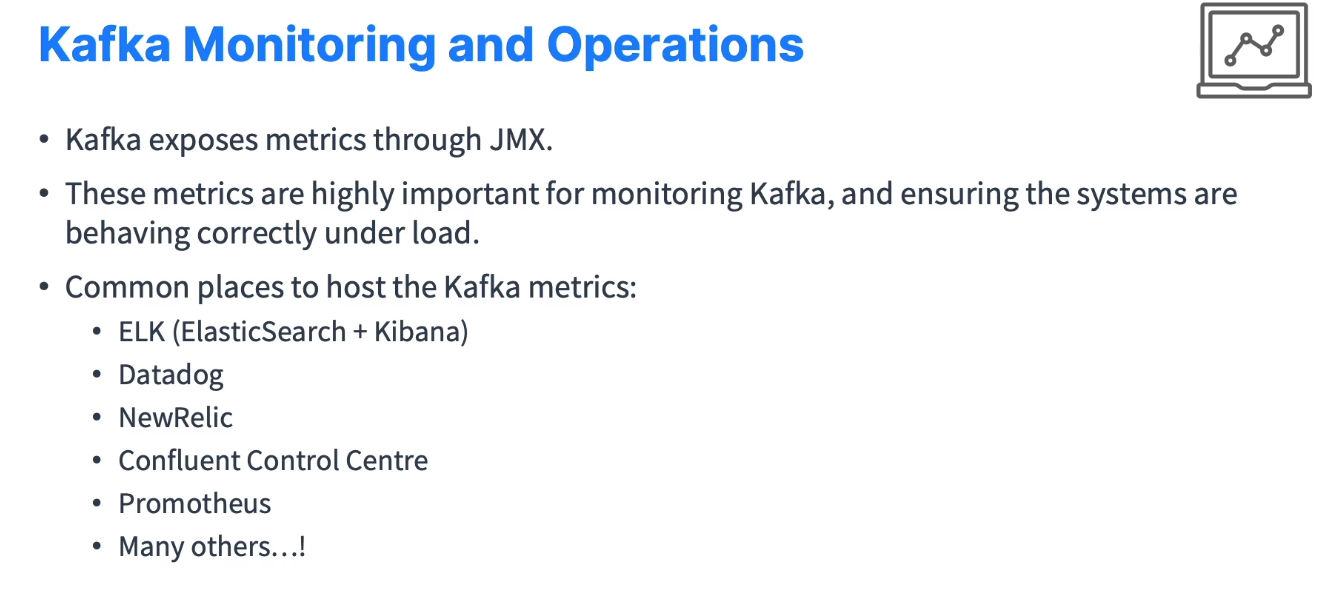 Kafka Monitoring and Operations
• Kafka exposes metrics through JMX.
• These metrics are highly important for monitoring Kafka, and ensuring the systems are
behaving correctly under load.
• Common places to host the Kafka metrics:
• ELK (ElasticSearch + Kibana)
• Datadog
• NewRelic
• Confluent Control Centre
• Promotheus
• Many others…!